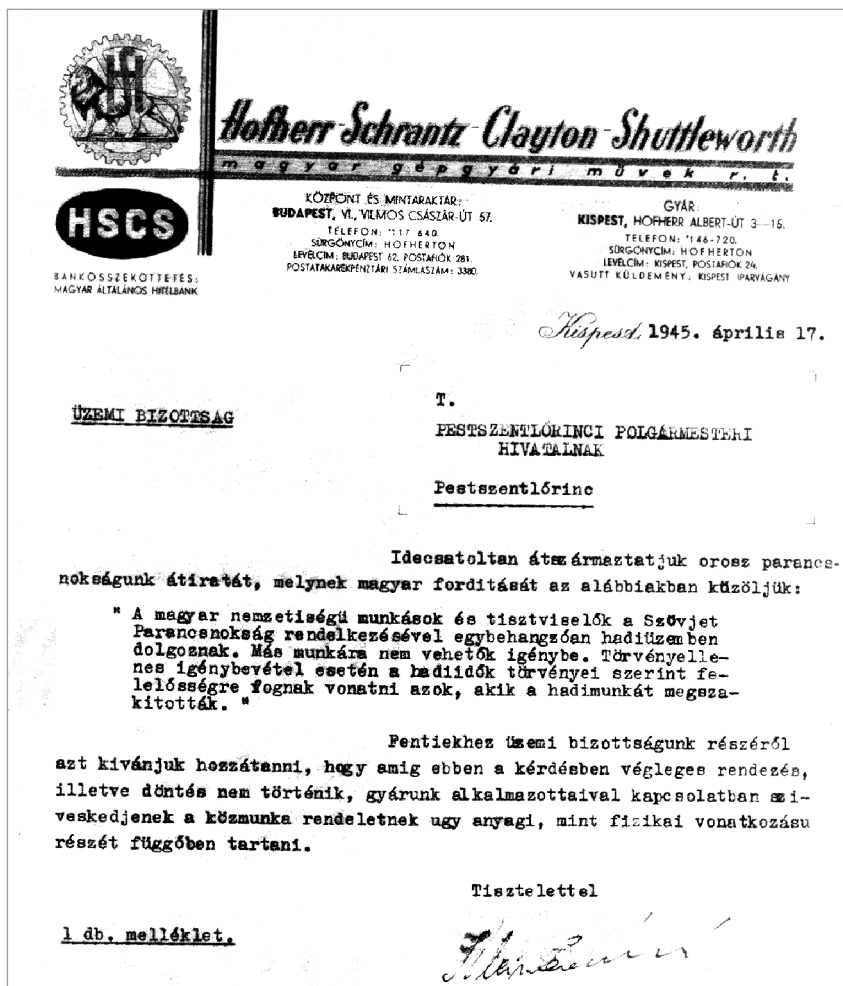 Hofherr-Schrantz-Clayton-Shuttleworth
magyar gépgyári művek r. t.
HSCS
BANKÖSSZEKÖTTETÉS:
MAGYAR ÁLTALÁNOS HITELBANK
KÖZPONT ÉS MINTARAKTÁR:
BUDAPEST, VI., VILMOS CSÁSZÁR-ÚT 57.
TELEFON: *117-640.
SÜRGÖNYCÍM: HOFHERTON
LEVÉLCÍM: BUDAPEST 62. POSTAFIÓK 281.
POSTATAKARÉKPÉNZTÁRI SZÁMLASZÁM: 3380.
GYÁR:
KISPEST, HOFHERR ALBERT-ÚT 3—15.
TELEFON: *146-720.
SÜRGÖNYCÍM: HOFHERTON
LEVÉLCÍM: KISPEST, POSTAFIÓK 24.
VASUTI KÜLDEMÉNY: KISPEST IPARVÁGÁNY
Kispest, 1945. április 17.
ÜZEMI BIZOTTSÁG
T.
PESTSZENTLŐRINCI POLGÁRMESTERI
HIVATALNAK
Pestszentlőrinc
Idecsatoltan átszármaztatjuk orosz parancs-
nokságunk átiratát, melynek magyar forditását az alábbiakban közöljük:
" A magyar nemzetiségü munkások és tisztviselők a Szovjet
Parancsnokság rendelkezésével egybehangzóan hadiüzemben
dolgoznak. Más munkára nem vehetők igénybe. Törvényelle-
nes igénybevétel esetén a hadiidők törvényei szerint fe-
lelősségre fognak vonatni azok, akik a hadimunkát megsza-
kitották. "
Fentiekhez üzemi bizottságunk részéről
azt kivánjuk hozzátenni, hogy amig ebben a kérdésben végleges rendezés,
illetve döntés nem történik, gyárunk alkalmazottaival kapcsolatban szi-
veskedjenek a közmunka rendeletnek ugy anyagi, mint fizikai vonatkozásu
részét függőben tartani.
Tisztelettel
1 db. melléklet.